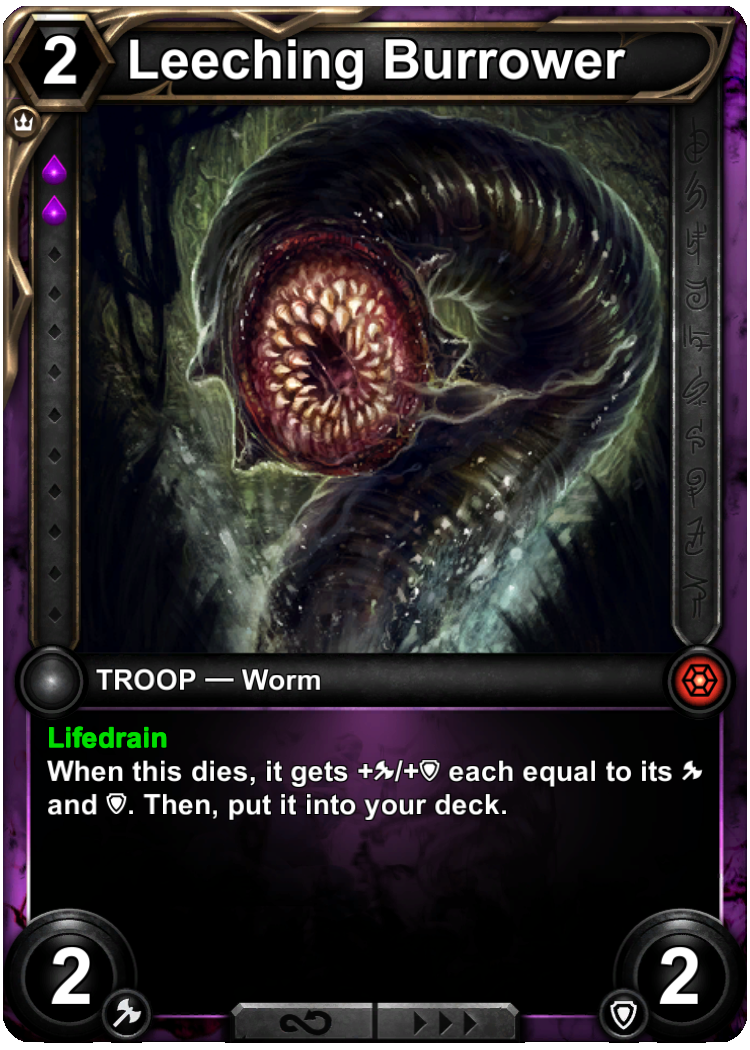 2
Leeching Burrower
TROOP — Worm
Lifedrain
When this dies, it gets +/+ each equal to its
and . Then, put it into your deck.
2
2